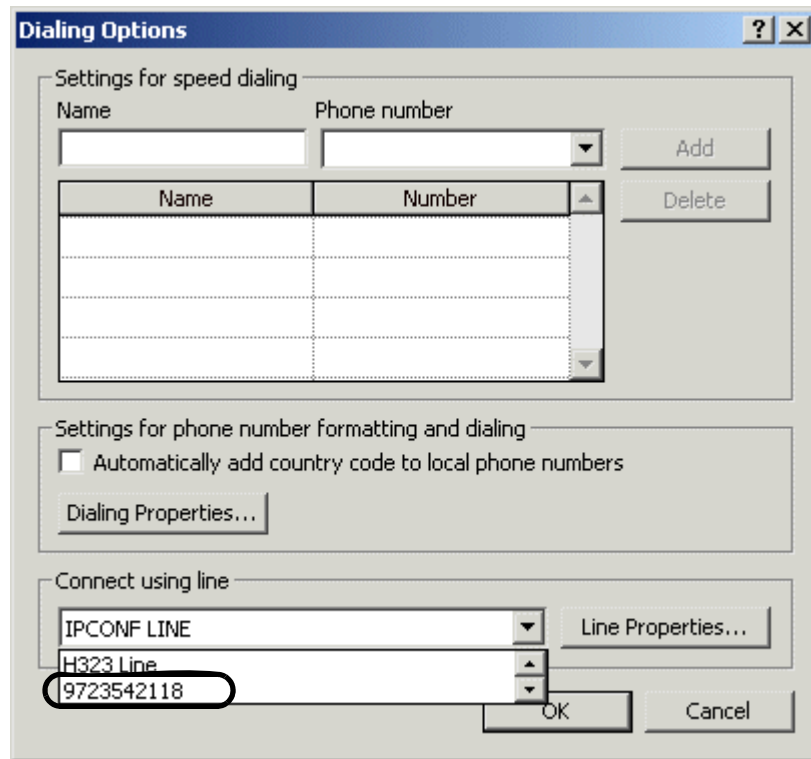 Dialing Options
Settings for speed dialing
Name Phone number
Add
Name Number
Delete
Settings for phone number formatting and dialing
Automatically add country code to local phone numbers
Dialing Properties...
Connect using line
IPCONF LINE Line Properties...
H323 Line
9723542118
OK Cancel